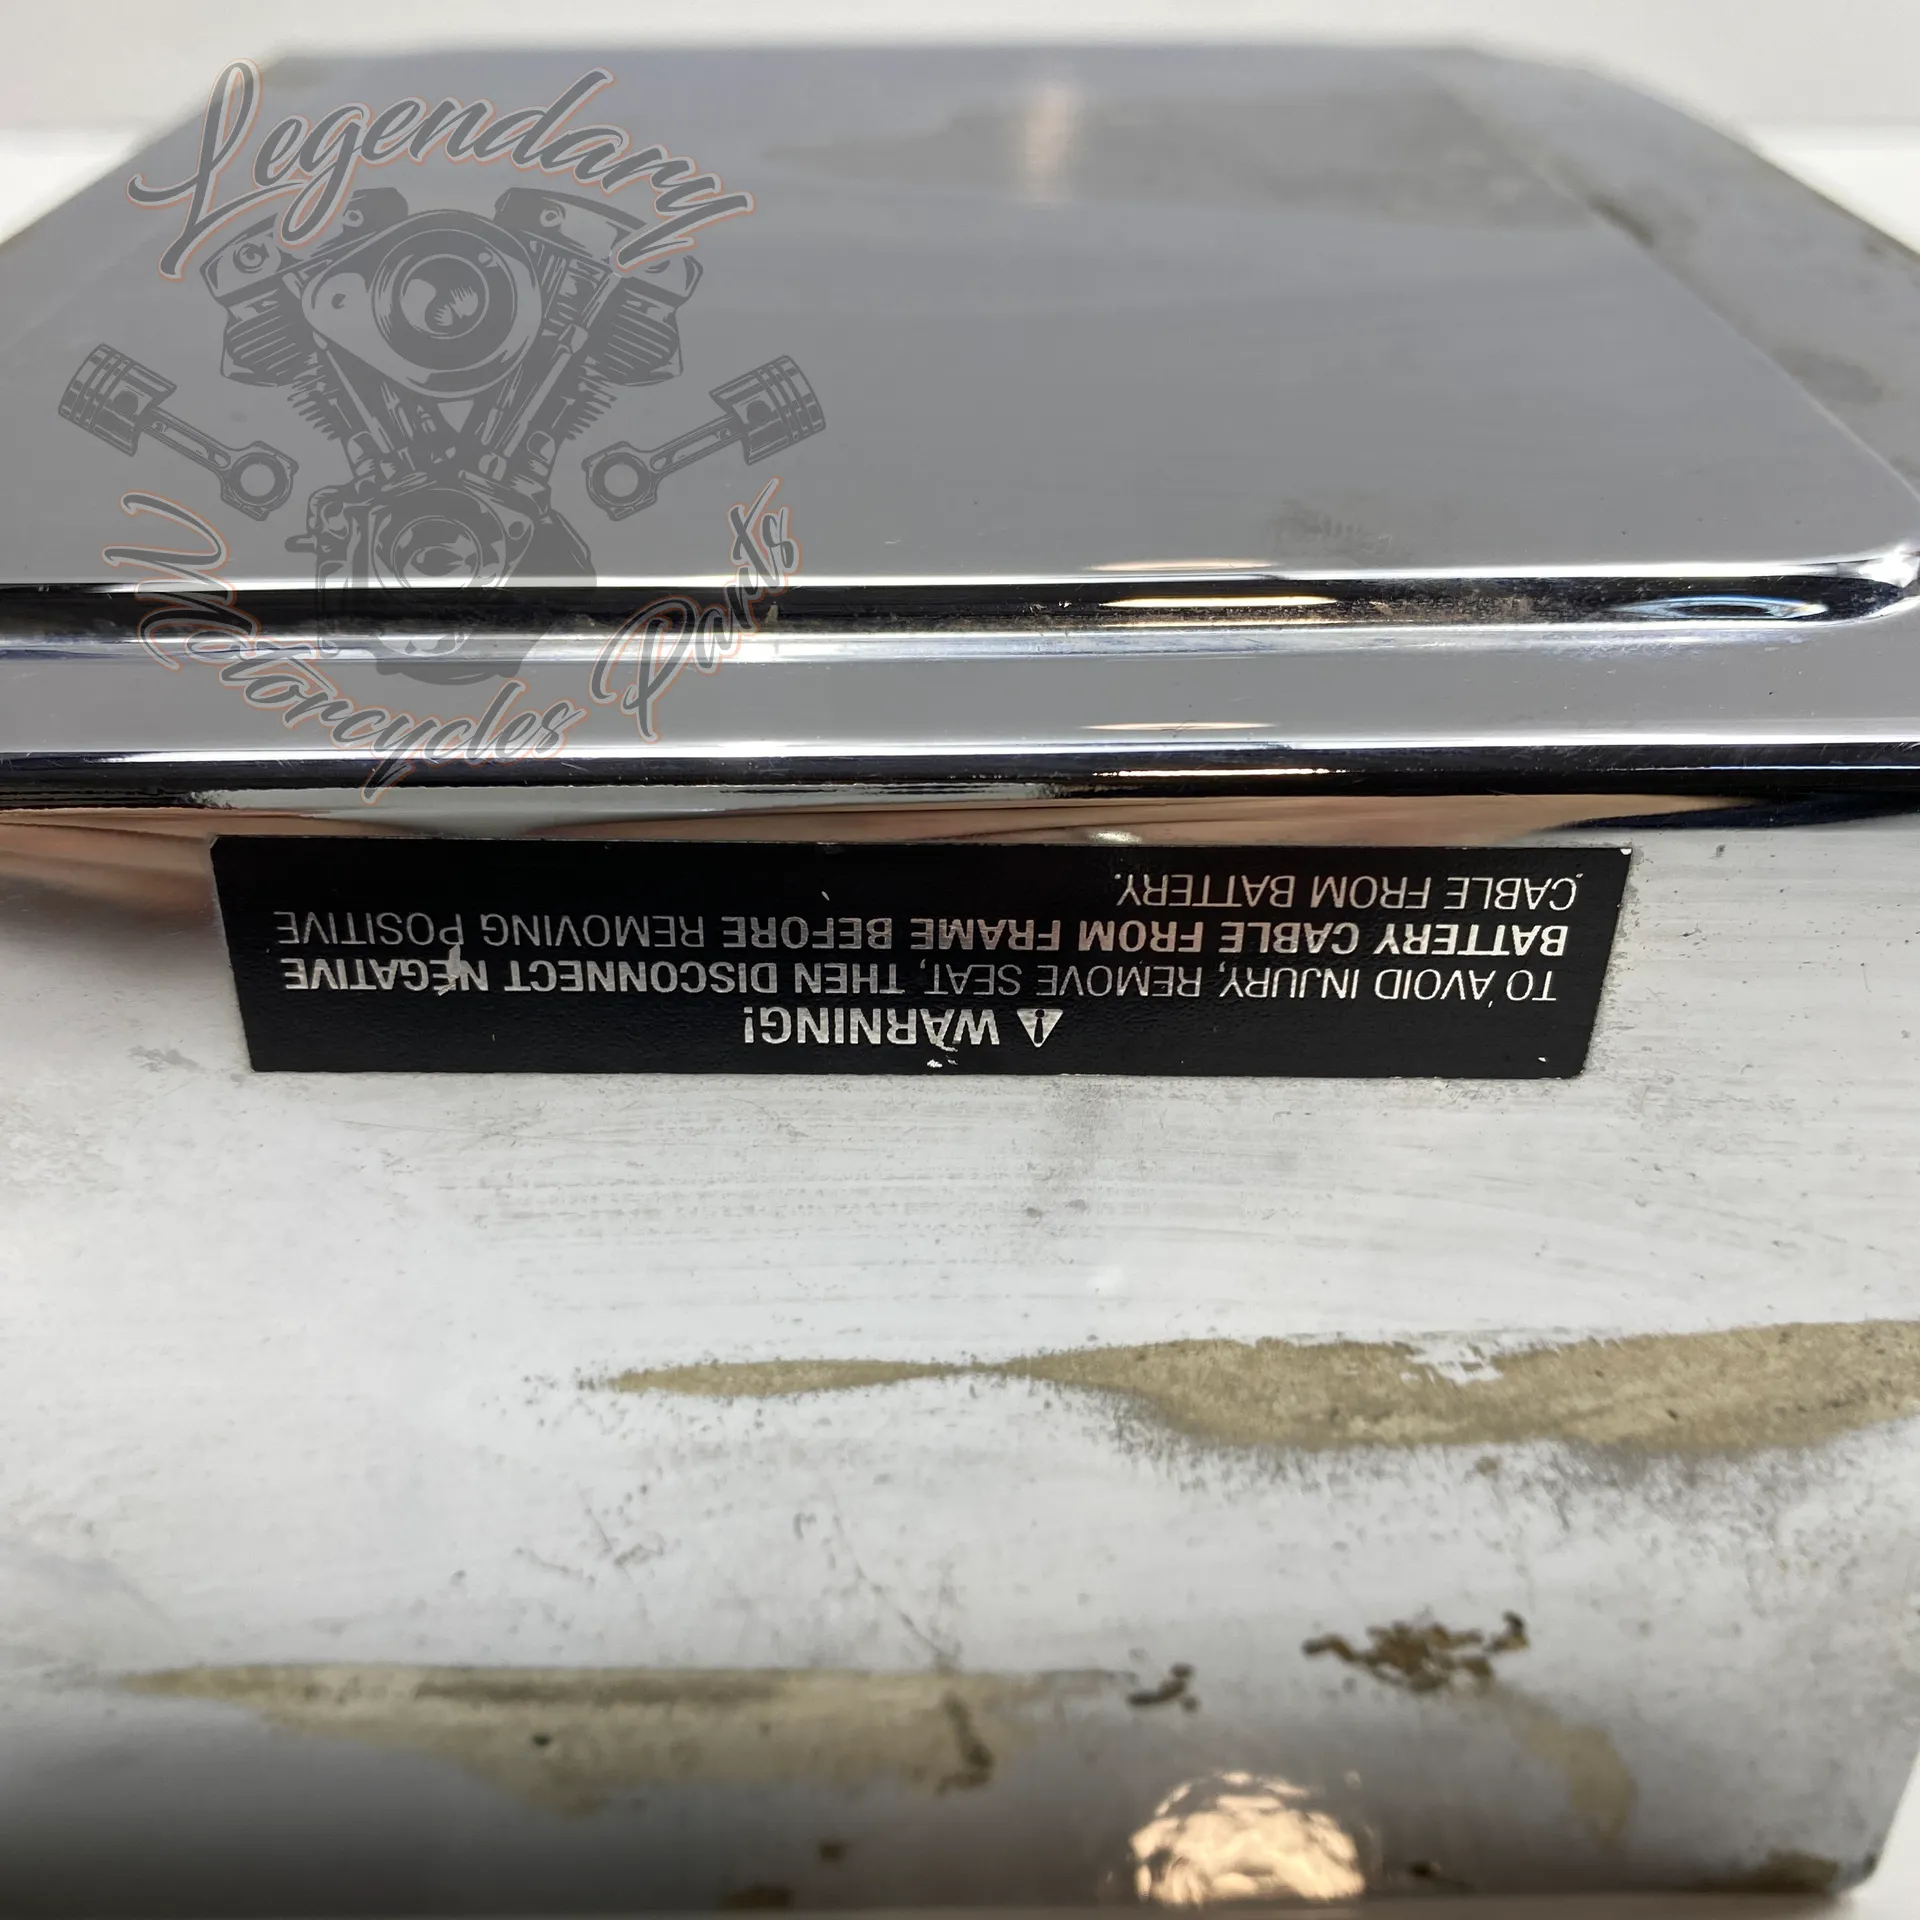 Legendary
Motorcycles Parts
⚠ WARNING!
TO AVOID INJURY, REMOVE SEAT, THEN DISCONNECT NEGATIVE
BATTERY CABLE FROM FRAME BEFORE REMOVING POSITIVE
CABLE FROM BATTERY.